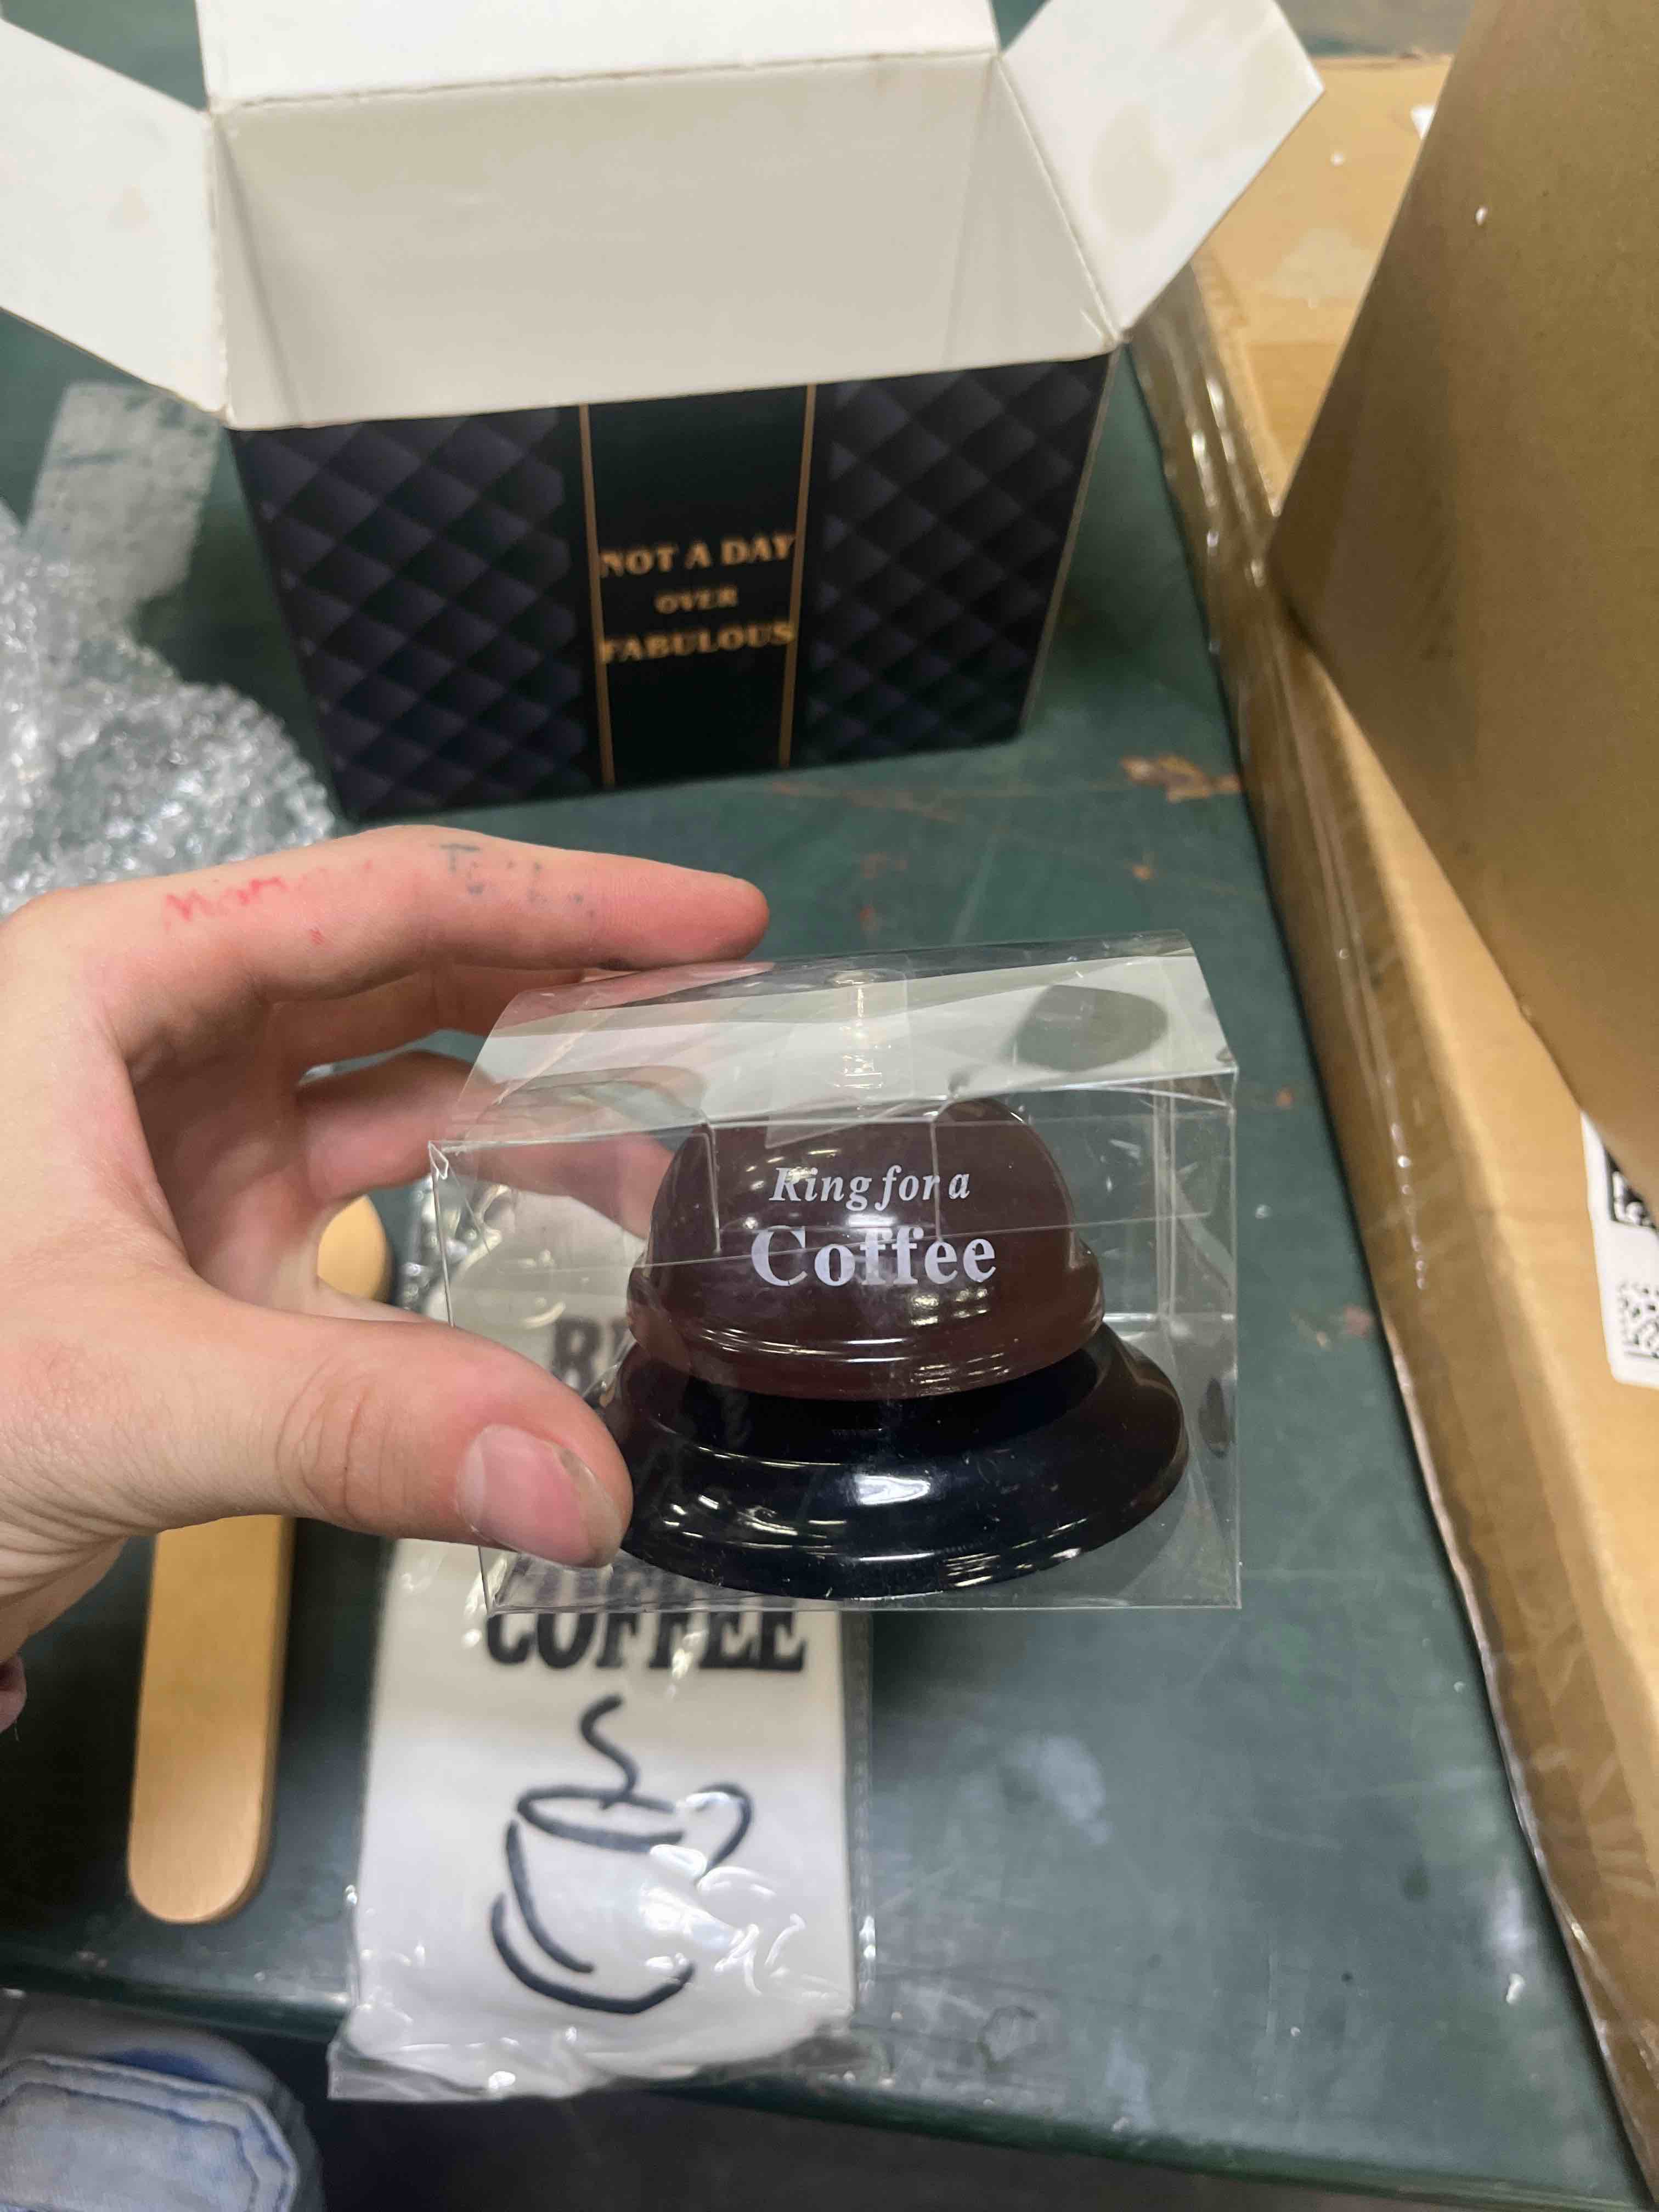 NOT A DAY
OVER
FABULOUS
Ring for a
Coffee
COFFEE